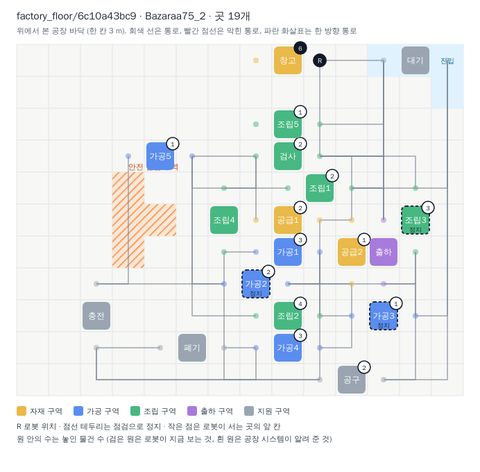 factory_floor/6c10a43bc9 · Bazaraa75_2 · 곳 19개
위에서 본 공장 바닥 (한 칸 3 m). 회색 선은 통로, 빨간 점선은 막힌 통로, 파란 화살표는 한 방향 통로
창고 6
R
대기
진입
조립5 1
가공5 1
검사 2
안전
역
조립1 2
조립4
공급1 2
조립3 3
정지
가공1 3
공급2 1
출하
가공2 2
정지
충전
조립2 4
가공3 1
정지
폐기
가공4 3
공구 2
자재 구역
가공 구역
조립 구역
출하 구역
지원 구역
R 로봇 위치 · 점선 테두리는 점검으로 정지 · 작은 점은 로봇이 서는 곳의 앞 칸
원 안의 수는 놓인 물건 수 (검은 원은 로봇이 지금 보는 것, 흰 원은 공장 시스템이 알려 준 것)